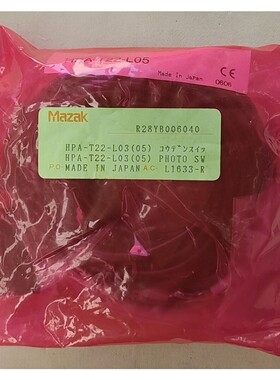 HPA-T22-L05
Made in Japan
CE
0606
Mazak
R28YB006040
HPA-T22-L03(05) コウデンスイッ
HPA-T22-L03(05) PHOTO SW
P.O MADE IN JAPAN A.C. L1633-R